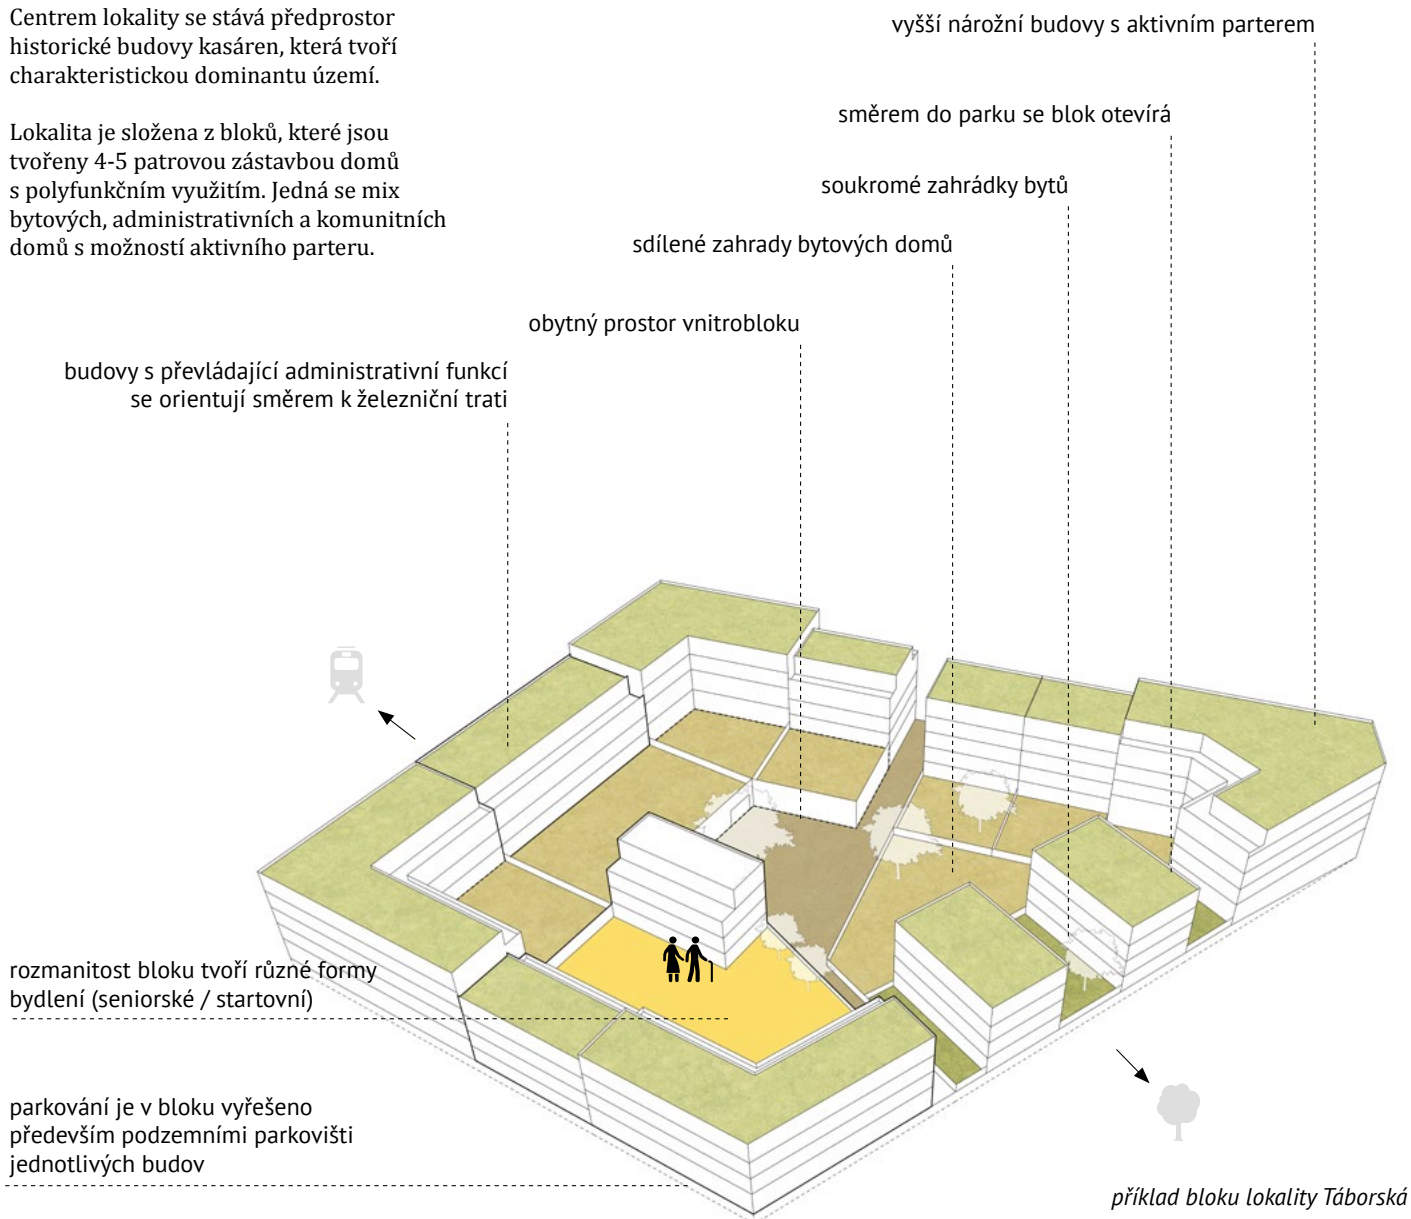 Centrem lokality se stává předprostor
historické budovy kasáren, která tvoří
charakteristickou dominantu území.
Lokalita je složena z bloků, které jsou
tvořeny 4-5 patrovou zástavbou domů
s polyfunkčním využitím. Jedná se mix
bytových, administrativních a komunitních
domů s možností aktivního parteru.
vyšší nárožní budovy s aktivním parterem
směrem do parku se blok otevírá
soukromé zahrádky bytů
sdílené zahrady bytových domů
obytný prostor vnitrobloku
budovy s převládající administrativní funkcí
se orientují směrem k železniční trati
rozmanitost bloku tvoří různé formy
bydlení (seniorské / startovní)
parkování je v bloku vyřešeno
především podzemními parkovišti
jednotlivých budov
příklad bloku lokality Táborská